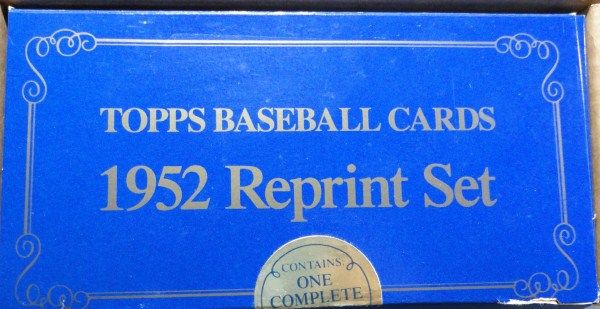 TOPPS BASEBALL CARDS
1952 Reprint Set
CONTAINS:
ONE
COMPLETE